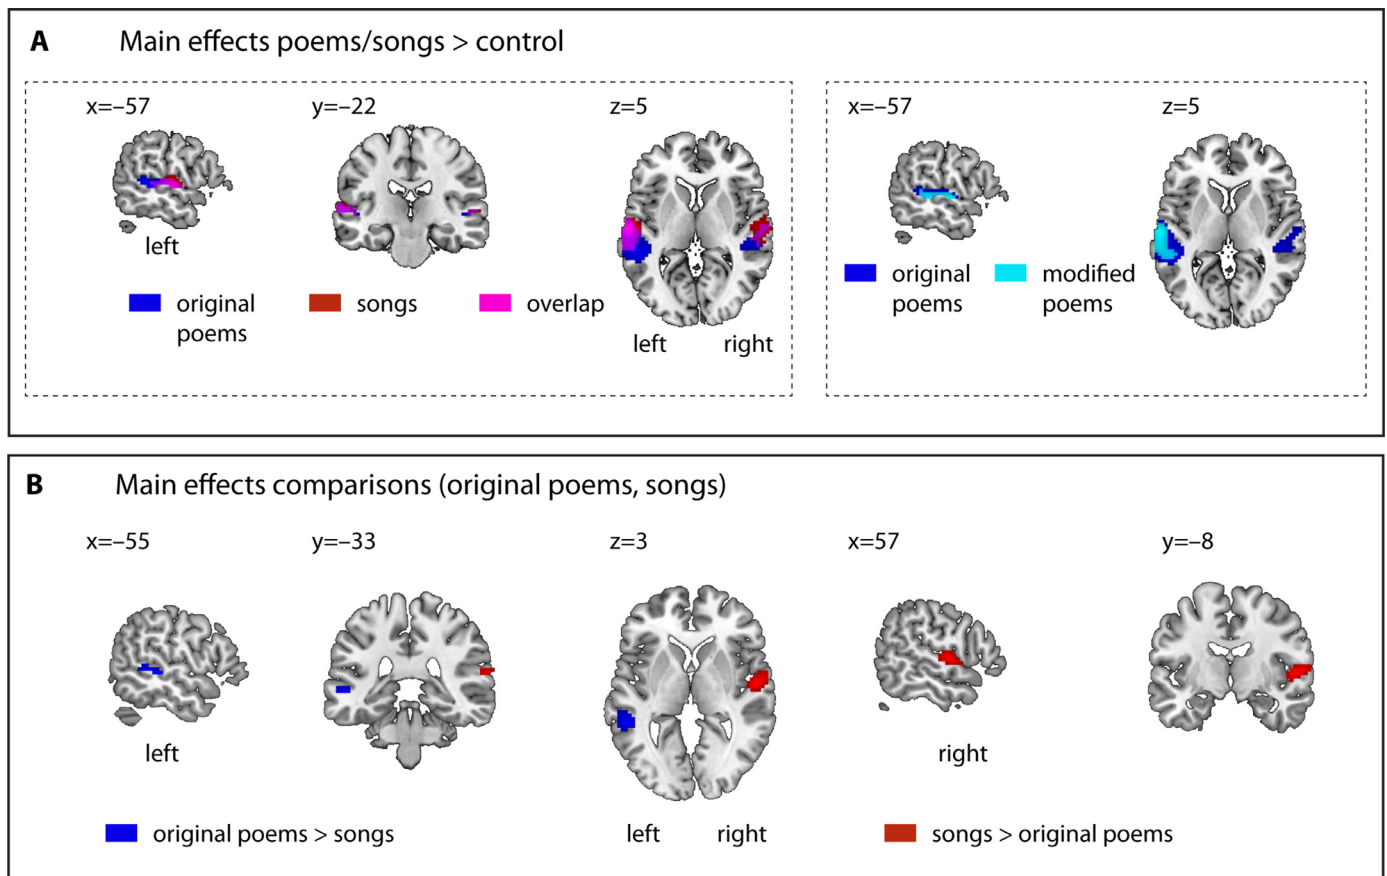 A Main effects poems/songs > control
x=–57 y=–22 z=5 x=–57 z=5
left
original songs overlap
poems
left right
original modified
poems poems
B Main effects comparisons (original poems, songs)
x=–55 y=–33 z=3 x=57 y=–8
left right
original poems > songs left right songs > original poems